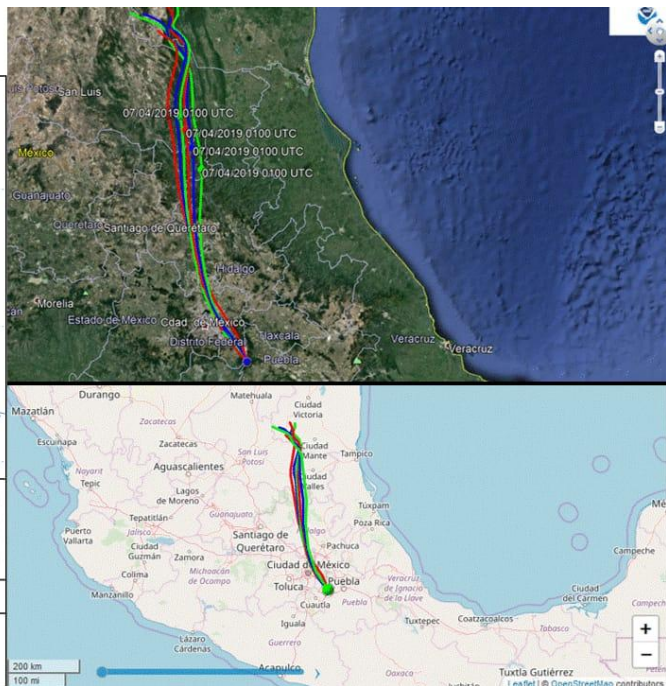 San Luis
07/04/2019 0100 UTC
07/04/2019 0100 UTC
07/04/2019 0100 UTC
07/04/2019 0100 UTC
México
Guanajuato
Santiago de Querétaro
Hidalgo
Morelia
Estado de México
Cdad. de México
Tlaxcala
Distrito Federal
Puebla
Veracruz
Veracruz
Durango
Matehuala
Ciudad Victoria
Mazatlán
Zacatecas
Escuinapa
Zacatecas
San Luis Potosí
Ciudad Mante
Tampico
Nayarit
Tepic
Aguascalientes
Lagos de Moreno
Guanajuato
Túxpam
Poza Rica
Puerto Vallarta
Tepatitlán
Jalisco
Santiago de Querétaro
Ciudad Guzmán
Zamora
Pachuca
Colima
Michoacán de Ocampo
Ciudad de México
Toluca
Puebla
Puebla
Veracruz de Ignacio de la Llave
Manzanillo
Cuautla
Iguala
Guerrero
Tuxtepec
Coatzacoalcos
Tabasco
Campeche
Ciudad del Carmen
Lázaro Cárdenas
Oaxaca
Acapulco
Tuxtla Gutiérrez
200 km
100 mi
+
−
Leaflet | © OpenStreetMap contributors